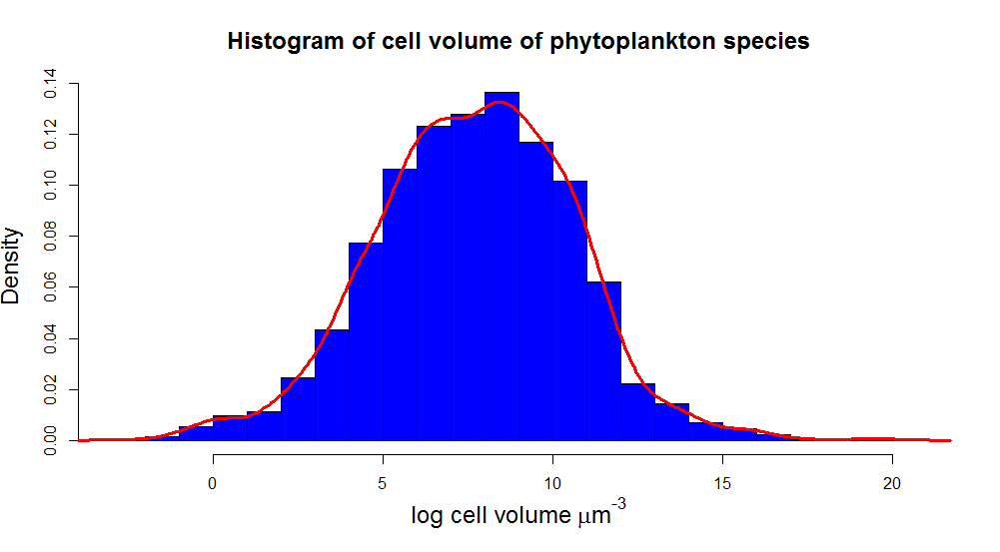 Histogram of cell volume of phytoplankton species
Density
0.14
0.12
0.10
0.08
0.06
0.04
0.02
0.00
0 5 10 15 20
log cell volume μm-3